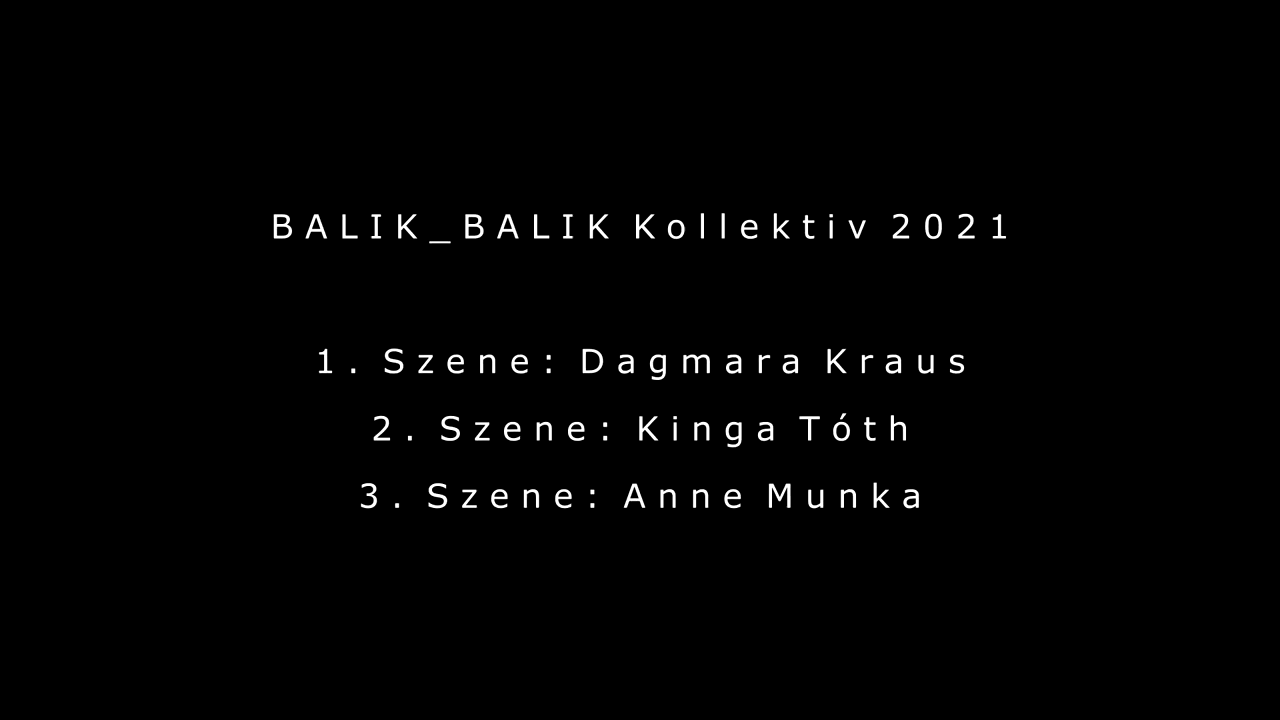 BALIK_BALIK Kollektiv 2021
1. Szene: Dagmara Kraus
2. Szene: Kinga Tóth
3. Szene: Anne Munka